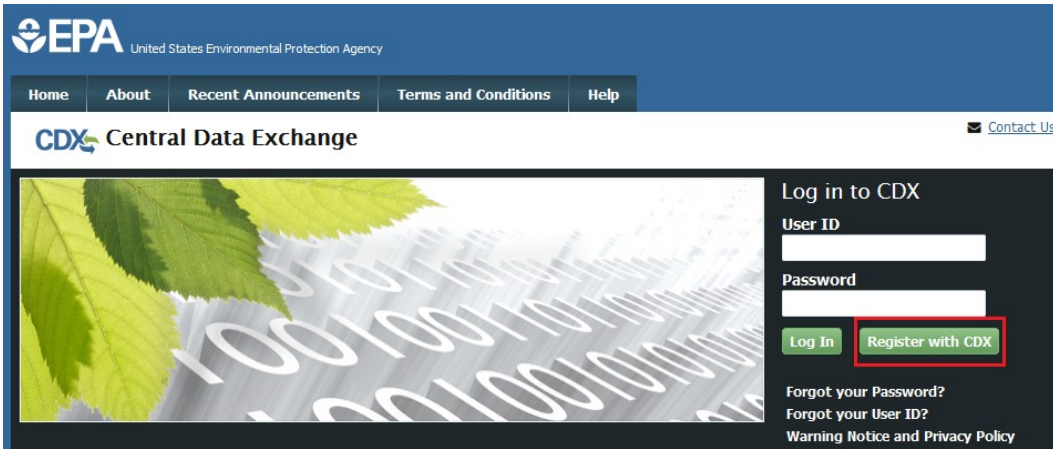 EPA United States Environmental Protection Agency
Home About Recent Announcements Terms and Conditions Help
CDX Central Data Exchange
Contact Us
Log in to CDX
User ID
Password
Log In Register with CDX
Forgot your Password?
Forgot your User ID?
Warning Notice and Privacy Policy